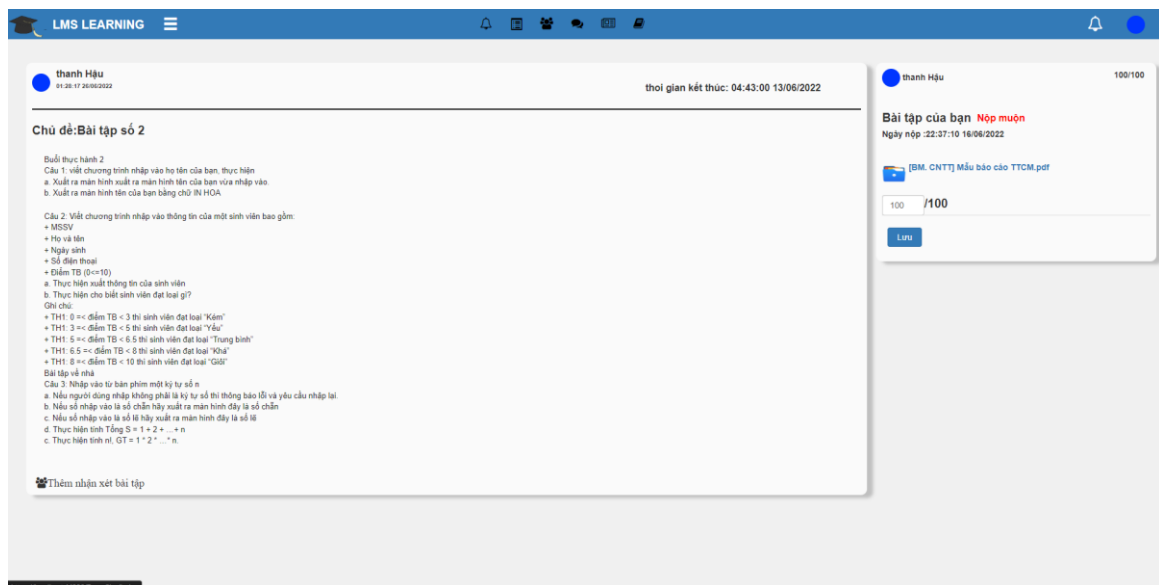 LMS LEARNING
thanh Hậu
01:28:17 26/06/2022
thoi gian kết thúc: 04:43:00 13/06/2022
Chủ đề:Bài tập số 2
Buổi thực hành 2
Câu 1: viết chương trình nhập vào họ tên của bạn, thực hiện
a. Xuất ra màn hình xuất ra màn hình tên của bạn vừa nhập vào.
b. Xuất ra màn hình tên của bạn bằng chữ IN HOA
Câu 2: Viết chương trình nhập vào thông tin của một sinh viên bao gồm:
+ MSSV
+ Họ và tên
+ Ngày sinh
+ Số điện thoại
+ Điểm TB (0<=10)
a. Thực hiện xuất thông tin của sinh viên
b. Thực hiện cho biết sinh viên đạt loại gì?
Ghi chú:
+ TH1: 0 =< điểm TB < 3 thì sinh viên đạt loại “Kém”
+ TH1: 3 =< điểm TB < 5 thì sinh viên đạt loại “Yếu”
+ TH1: 5 =< điểm TB < 6.5 thì sinh viên đạt loại “Trung bình”
+ TH1: 6.5 =< điểm TB < 8 thì sinh viên đạt loại “Khá”
+ TH1: 8 =< điểm TB < 10 thì sinh viên đạt loại “Giỏi”
Bài tập về nhà
Câu 3: Nhập vào từ bàn phím một ký tự số n
a. Nếu người dùng nhập không phải là ký tự số thì thông báo lỗi và yêu cầu nhập lại.
b. Nếu số nhập vào là số chẵn hãy xuất ra màn hình đây là số chẵn
c. Nếu số nhập vào là số lẽ hãy xuất ra màn hình đây là số lẽ
d. Thực hiện tính Tổng S = 1 + 2 + ... + n
c. Thực hiện tính n!, GT = 1 * 2 * ... * n.
Thêm nhận xét bài tập
thanh Hậu 100/100
Bài tập của bạn Nộp muộn
Ngày nộp :22:37:10 16/06/2022
[BM. CNTT] Mẫu báo cáo TTCM.pdf
100 /100
Lưu